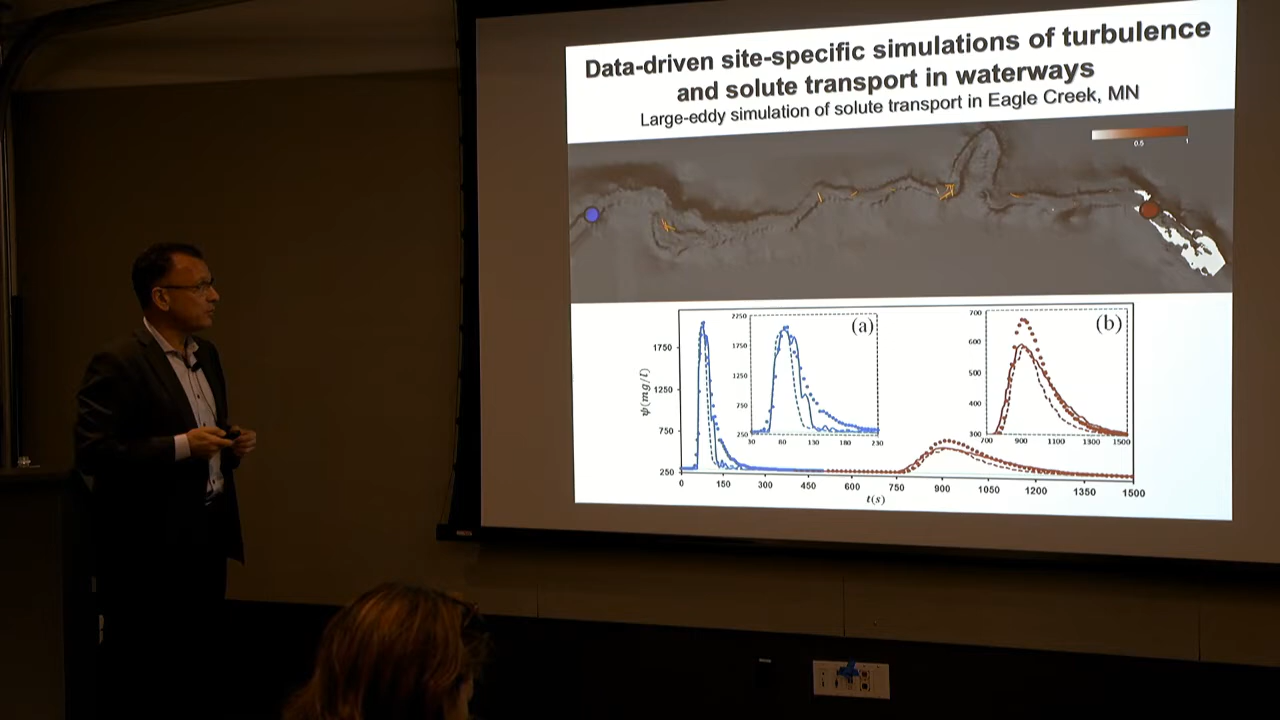 Data-driven site-specific simulations of turbulence
and solute transport in waterways
Large-eddy simulation of solute transport in Eagle Creek, MN
0.5 1
ψ(mg/l)
1750
1250
750
250
0 150 300 450 600 750 900 1050 1200 1350 1500
t(s)
(a)
2250
1750
1250
750
250
30 80 130 180 230
(b)
700
600
500
400
300
700 900 1100 1300 1500